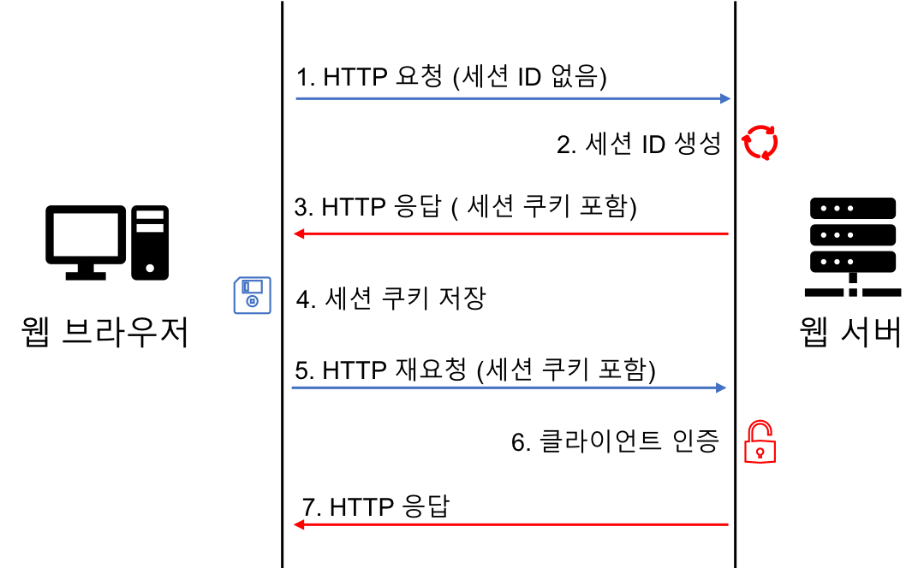 1. HTTP 요청 (세션 ID 없음)
2. 세션 ID 생성
3. HTTP 응답 ( 세션 쿠키 포함)
4. 세션 쿠키 저장
웹 브라우저
웹 서버
5. HTTP 재요청 (세션 쿠키 포함)
6. 클라이언트 인증
7. HTTP 응답